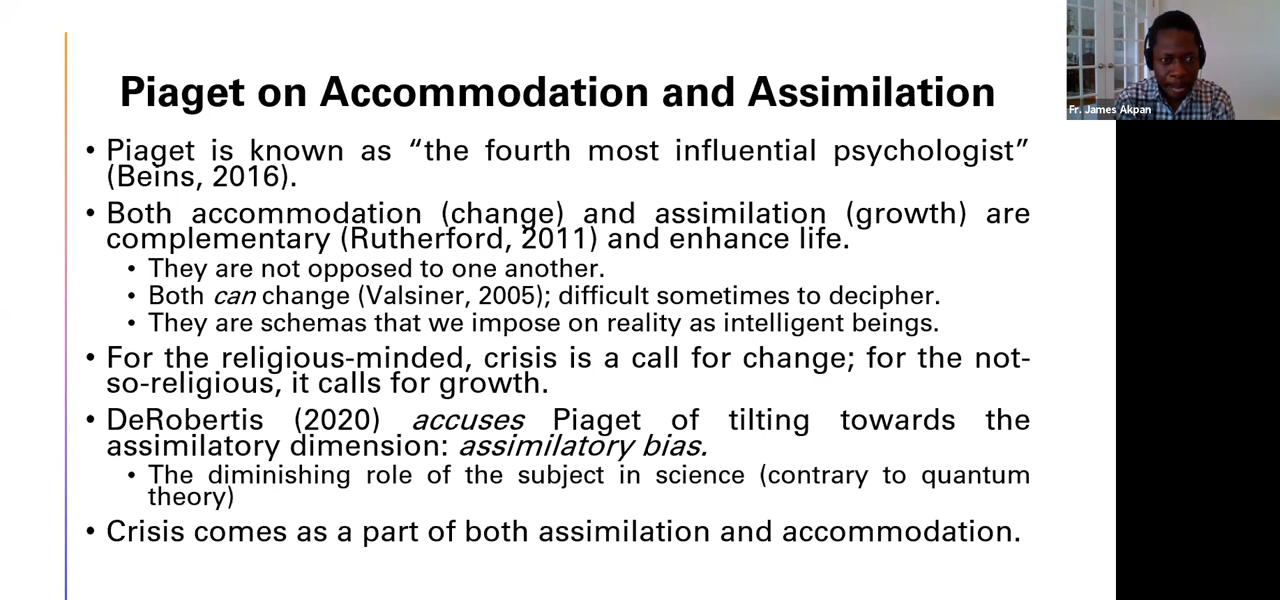 Piaget on Accommodation and Assimilation
Fr. James Akpan
• Piaget is known as “the fourth most influential psychologist”
(Beins, 2016).
• Both accommodation (change) and assimilation (growth) are
complementary (Rutherford, 2011) and enhance life.
• They are not opposed to one another.
• Both can change (Valsiner, 2005); difficult sometimes to decipher.
• They are schemas that we impose on reality as intelligent beings.
• For the religious-minded, crisis is a call for change; for the not-
so-religious, it calls for growth.
• DeRobertis (2020) accuses Piaget of tilting towards the
assimilatory dimension: assimilatory bias.
• The diminishing role of the subject in science (contrary to quantum
theory)
• Crisis comes as a part of both assimilation and accommodation.